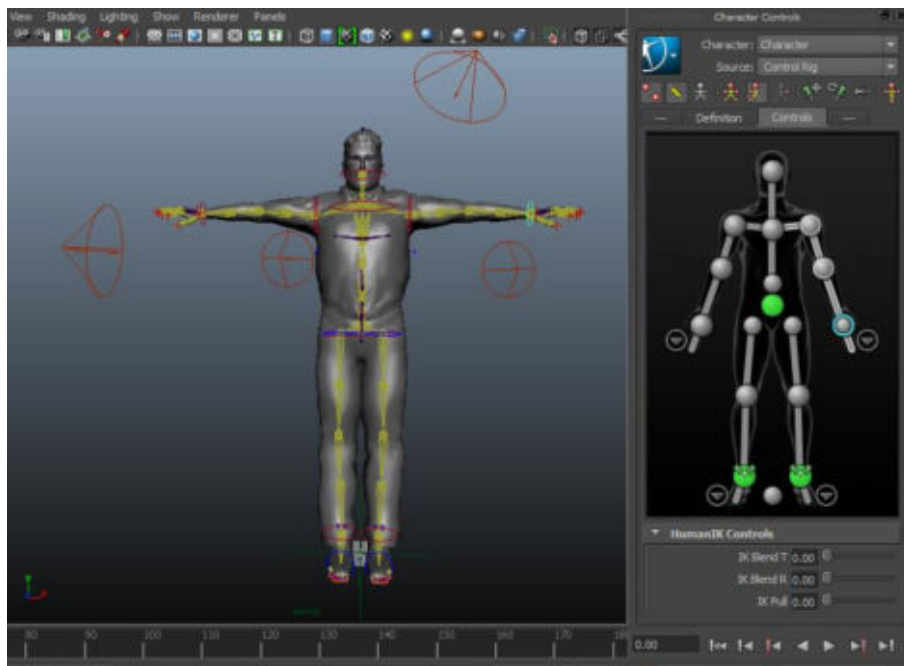 View Shading Lighting Show Renderer Panels
Character Controls
Character: Character
Source: Control Rig
Definition Controls
HumanIK Controls
IK Blend T 0.00
IK Blend R 0.00
IK Pull 0.00
80 90 100 110 120 130 140 150 160 170 180
0.00